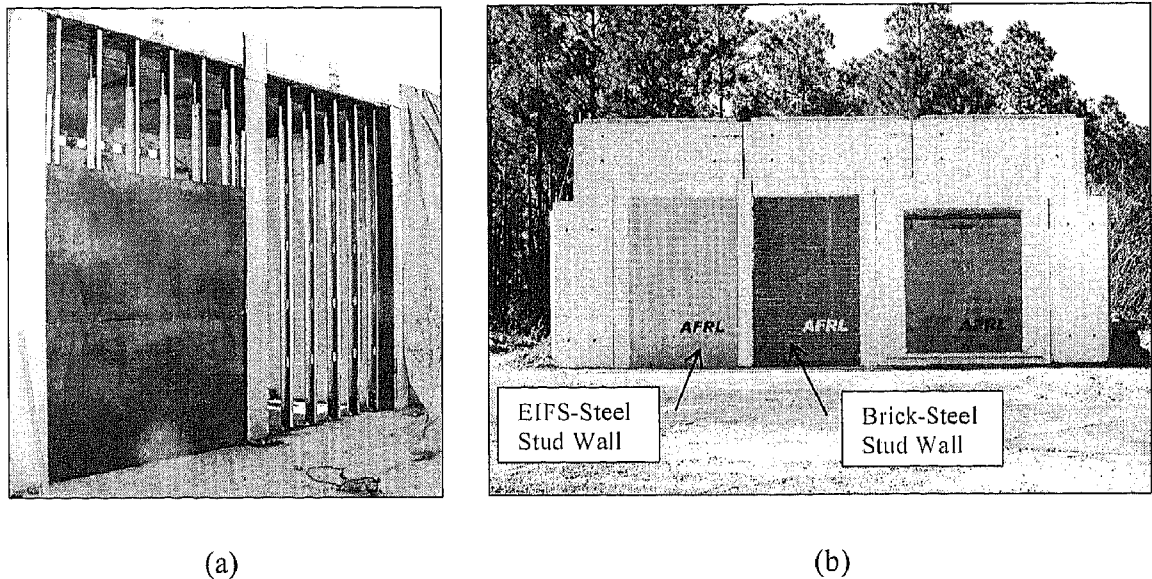 AFRL
AFRL
AFRL
EIFS-Steel
Stud Wall
Brick-Steel
Stud Wall
(a)
(b)